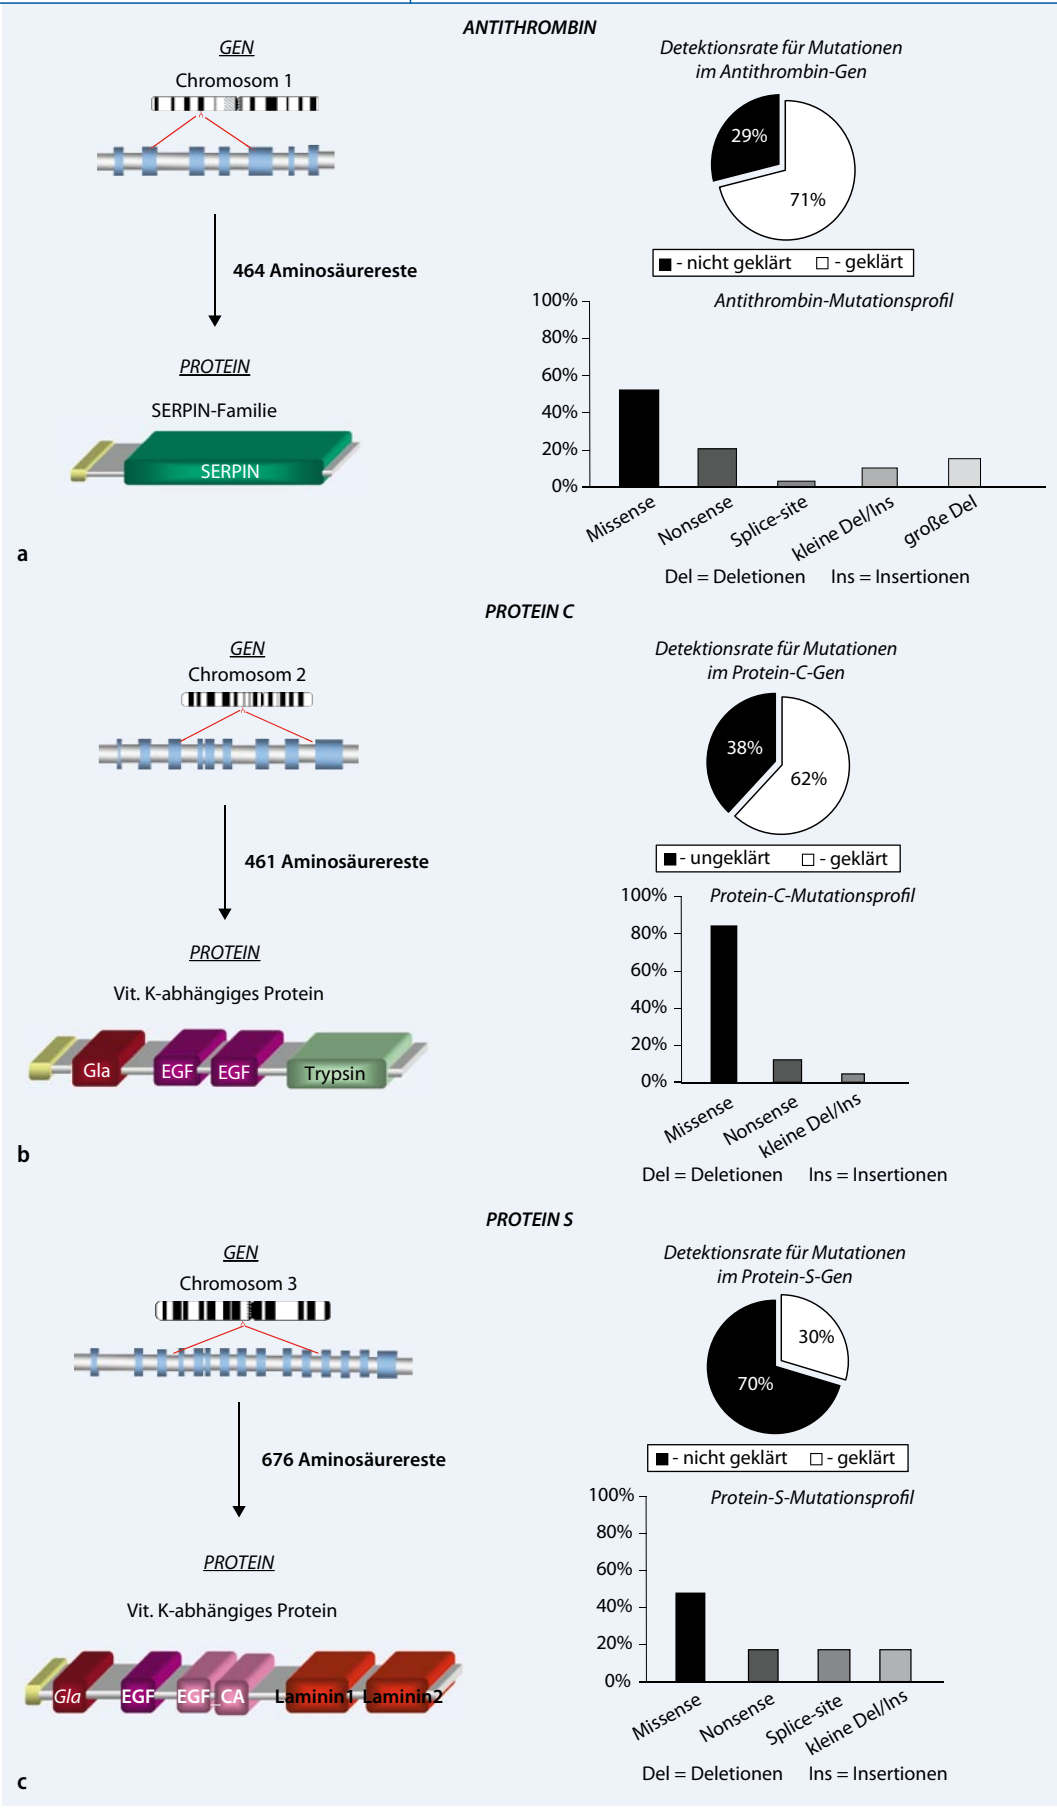 ANTITHROMBIN
GEN
Chromosom 1
464 Aminosäurereste
PROTEIN
SERPIN-Familie
SERPIN
Detektionsrate für Mutationen
im Antithrombin-Gen
29%
71%
- nicht geklärt - geklärt
Antithrombin-Mutationsprofil
100%
80%
60%
40%
20%
0%
Missense
Nonsense
Splice-site
kleine Del/Ins
große Del
Del = Deletionen Ins = Insertionen
a
PROTEIN C
GEN
Chromosom 2
461 Aminosäurereste
PROTEIN
Vit. K-abhängiges Protein
Gla EGF EGF Trypsin
Detektionsrate für Mutationen
im Protein-C-Gen
38%
62%
- ungeklärt - geklärt
Protein-C-Mutationsprofil
100%
80%
60%
40%
20%
0%
Missense
Nonsense
kleine Del/Ins
Del = Deletionen Ins = Insertionen
b
PROTEIN S
GEN
Chromosom 3
676 Aminosäurereste
PROTEIN
Vit. K-abhängiges Protein
Gla EGF EGF_CA Laminin1 Laminin2
Detektionsrate für Mutationen
im Protein-S-Gen
30%
70%
- nicht geklärt - geklärt
Protein-S-Mutationsprofil
100%
80%
60%
40%
20%
0%
Missense
Nonsense
Splice-site
kleine Del/Ins
Del = Deletionen Ins = Insertionen
c